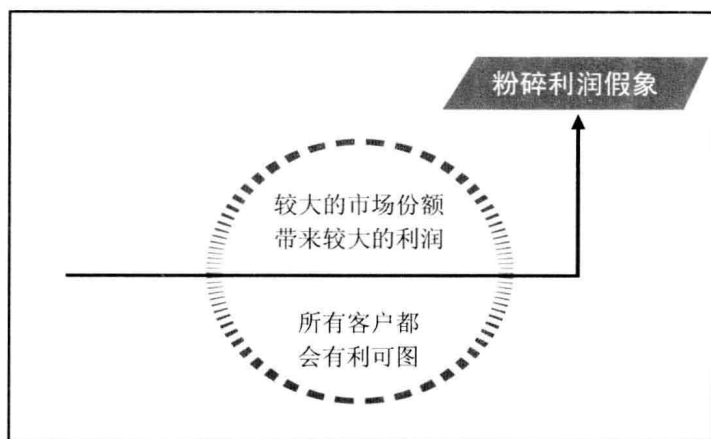 粉碎利润假象
较大的市场份额
带来较大的利润
所有客户都
会有利可图